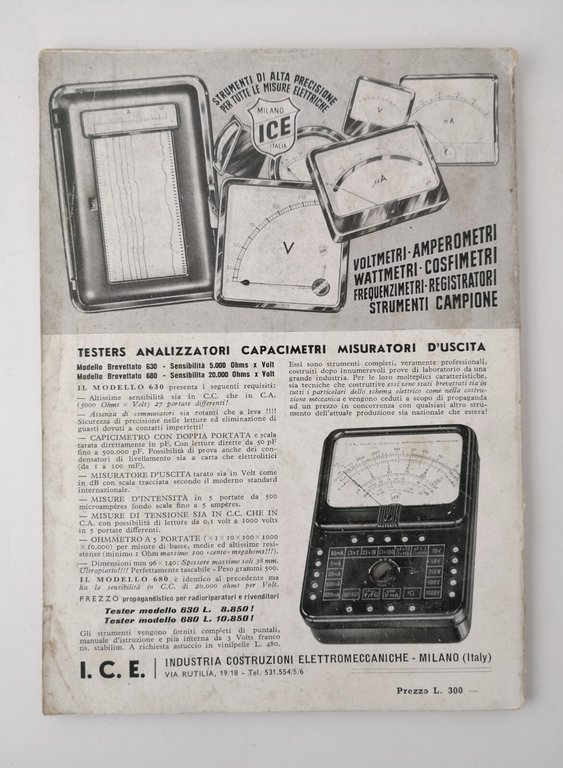 STRUMENTI DI ALTA PRECISIONE
PER TUTTE LE MISURE ELETTRICHE
MILANO
ICE
ITALIA
V
mA
µA
V
VOLTMETRI - AMPEROMETRI
WATTMETRI - COSFIMETRI
FREQUENZIMETRI - REGISTRATORI
STRUMENTI CAMPIONE
TESTERS ANALIZZATORI CAPACIMETRI MISURATORI D'USCITA
Modello Brevettato 630 - Sensibilità 5.000 Ohms x Volt
Modello Brevettato 680 - Sensibilità 20.000 Ohms x Volt
IL MODELLO 630 presenta i seguenti requisiti:
— Altissime sensibilità sia in C.C. che in C.A.
(5000 Ohms × Volt) 27 portate differenti!
— Assenza di commutatori sia rotanti che a leva !!!!
Sicurezza di precisione nelle letture ed eliminazione di
guasti dovuti a contatti imperfetti!
— CAPACIMETRO CON DOPPIA PORTATA e scala
tarata direttamente in pF. Con letture dirette da 50 pF
fino a 500.000 pF. Possibilità di prova anche dei con-
densatori di livellamento sia a carta che elettrolitici
(da 1 a 100 mF).
— MISURATORE D'USCITA tarato sia in Volt come
in dB con scala tracciata secondo il moderno standard
internazionale.
— MISURE D'INTENSITÀ in 5 portate da 500
microampères fondo scala fino a 5 ampères.
— MISURE DI TENSIONE SIA IN C.C. CHE IN
C.A. con possibilità di letture da 0,1 volt a 1000 volts
in 5 portate differenti.
— OHMMETRO A 5 PORTATE (×1×10×100×1000
×10.000) per misure di basse, medie ed altissime resi-
stenze (minimo 1 Ohm massimo 100 «cento» megaohms!!!).
— Dimensioni mm 96×140; Spessore massimo soli 38 mm.
Ultrapiatto!!!! Perfettamente tascabile - Peso grammi 500.
IL MODELLO 680 è identico al precedente ma
ha la sensibilità in C.C. di 20.000 ohms per Volt.
PREZZO propagandistico per radioriparatori e rivenditori
Tester modello 630 L. 8.850!
Tester modello 680 L. 10.850!
Gli strumenti vengono forniti completi di puntali,
manuale d'istruzione e pila interna da 3 Volts franco
ns. stabilim. A richiesta astuccio in vinilpelle L. 480.
Essi sono strumenti completi, veramente professionali,
costruiti dopo innumerevoli prove di laboratorio da una
grande industria. Per le loro molteplici caratteristiche,
sia tecniche che costruttive essi sono stati brevettati sia in
tutti i particolari dello schema elettrico come nella costru-
zione meccanica e vengono ceduti a scopo di propaganda
ad un prezzo in concorrenza con qualsiasi altro stru-
mento dell'attuale produzione sia nazionale che estera!
I.C.E. INDUSTRIA COSTRUZIONI ELETTROMECCANICHE - MILANO (Italy)
VIA RUTILIA, 19/18 - Tel. 531.554/5/6
Prezzo L. 300 —